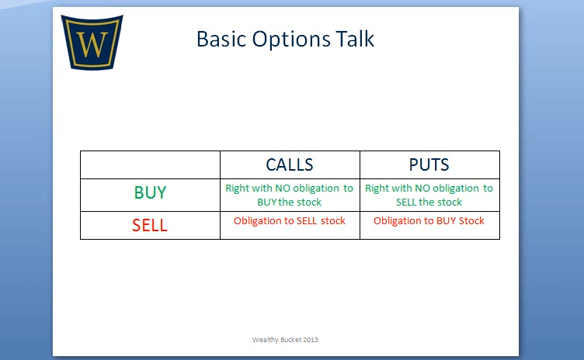 W
Basic Options Talk
CALLS PUTS
BUY
Right with NO obligation to
BUY the stock
Right with NO obligation to
SELL the stock
SELL
Obligation to SELL stock
Obligation to BUY Stock
Wealthy Bucket 2013